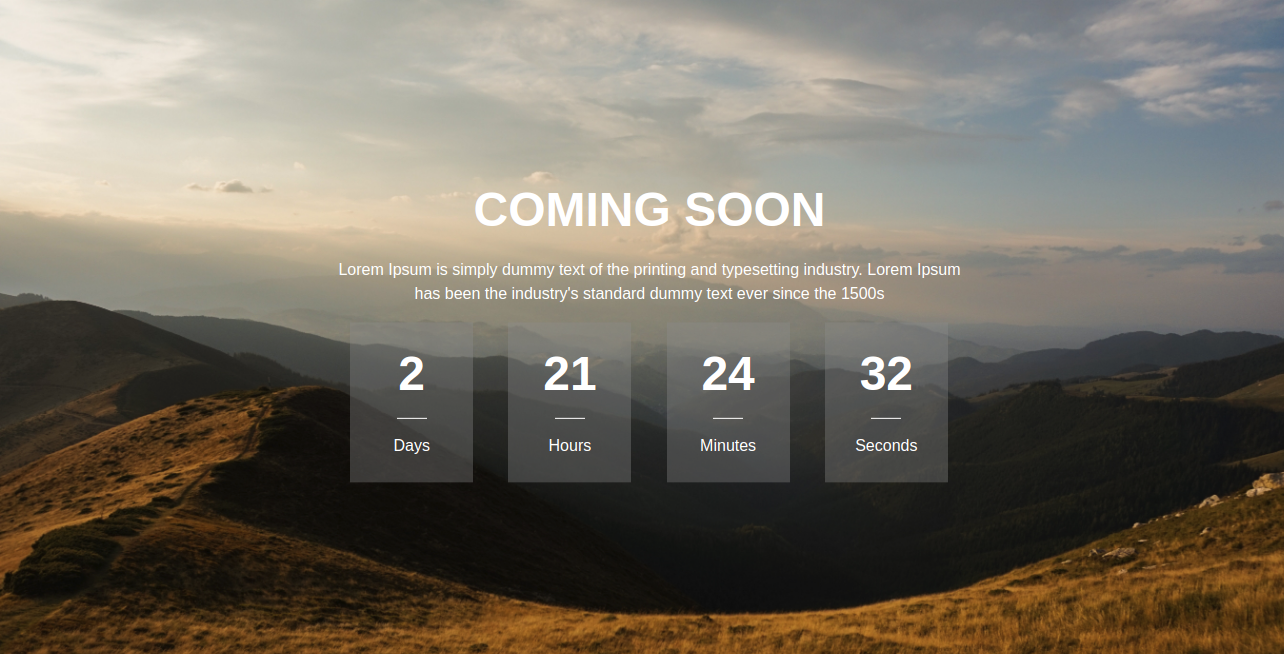 COMING SOON
Lorem Ipsum is simply dummy text of the printing and typesetting industry. Lorem Ipsum
has been the industry's standard dummy text ever since the 1500s
2 21 24 32
Days Hours Minutes Seconds